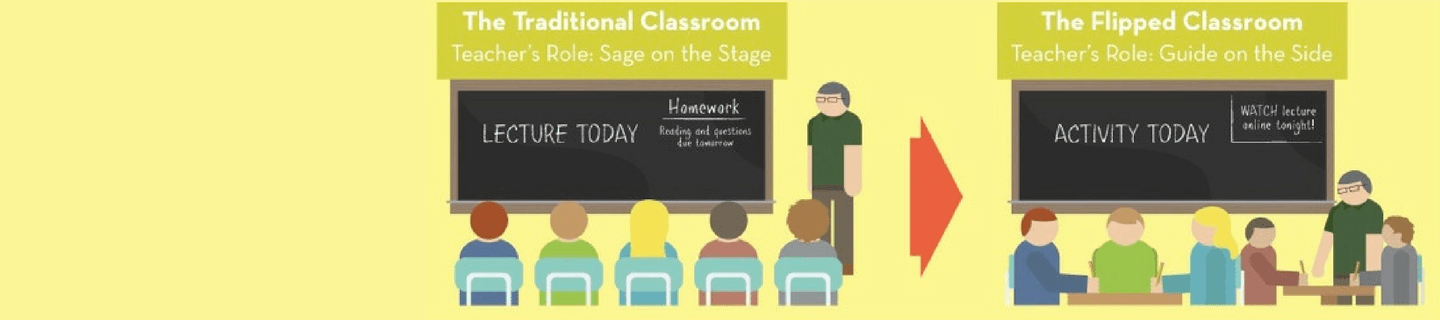 The Traditional Classroom
Teacher's Role: Sage on the Stage
LECTURE TODAY
Homework
Reading and questions
due tomorrow
The Flipped Classroom
Teacher's Role: Guide on the Side
ACTIVITY TODAY
WATCH lecture
online tonight!